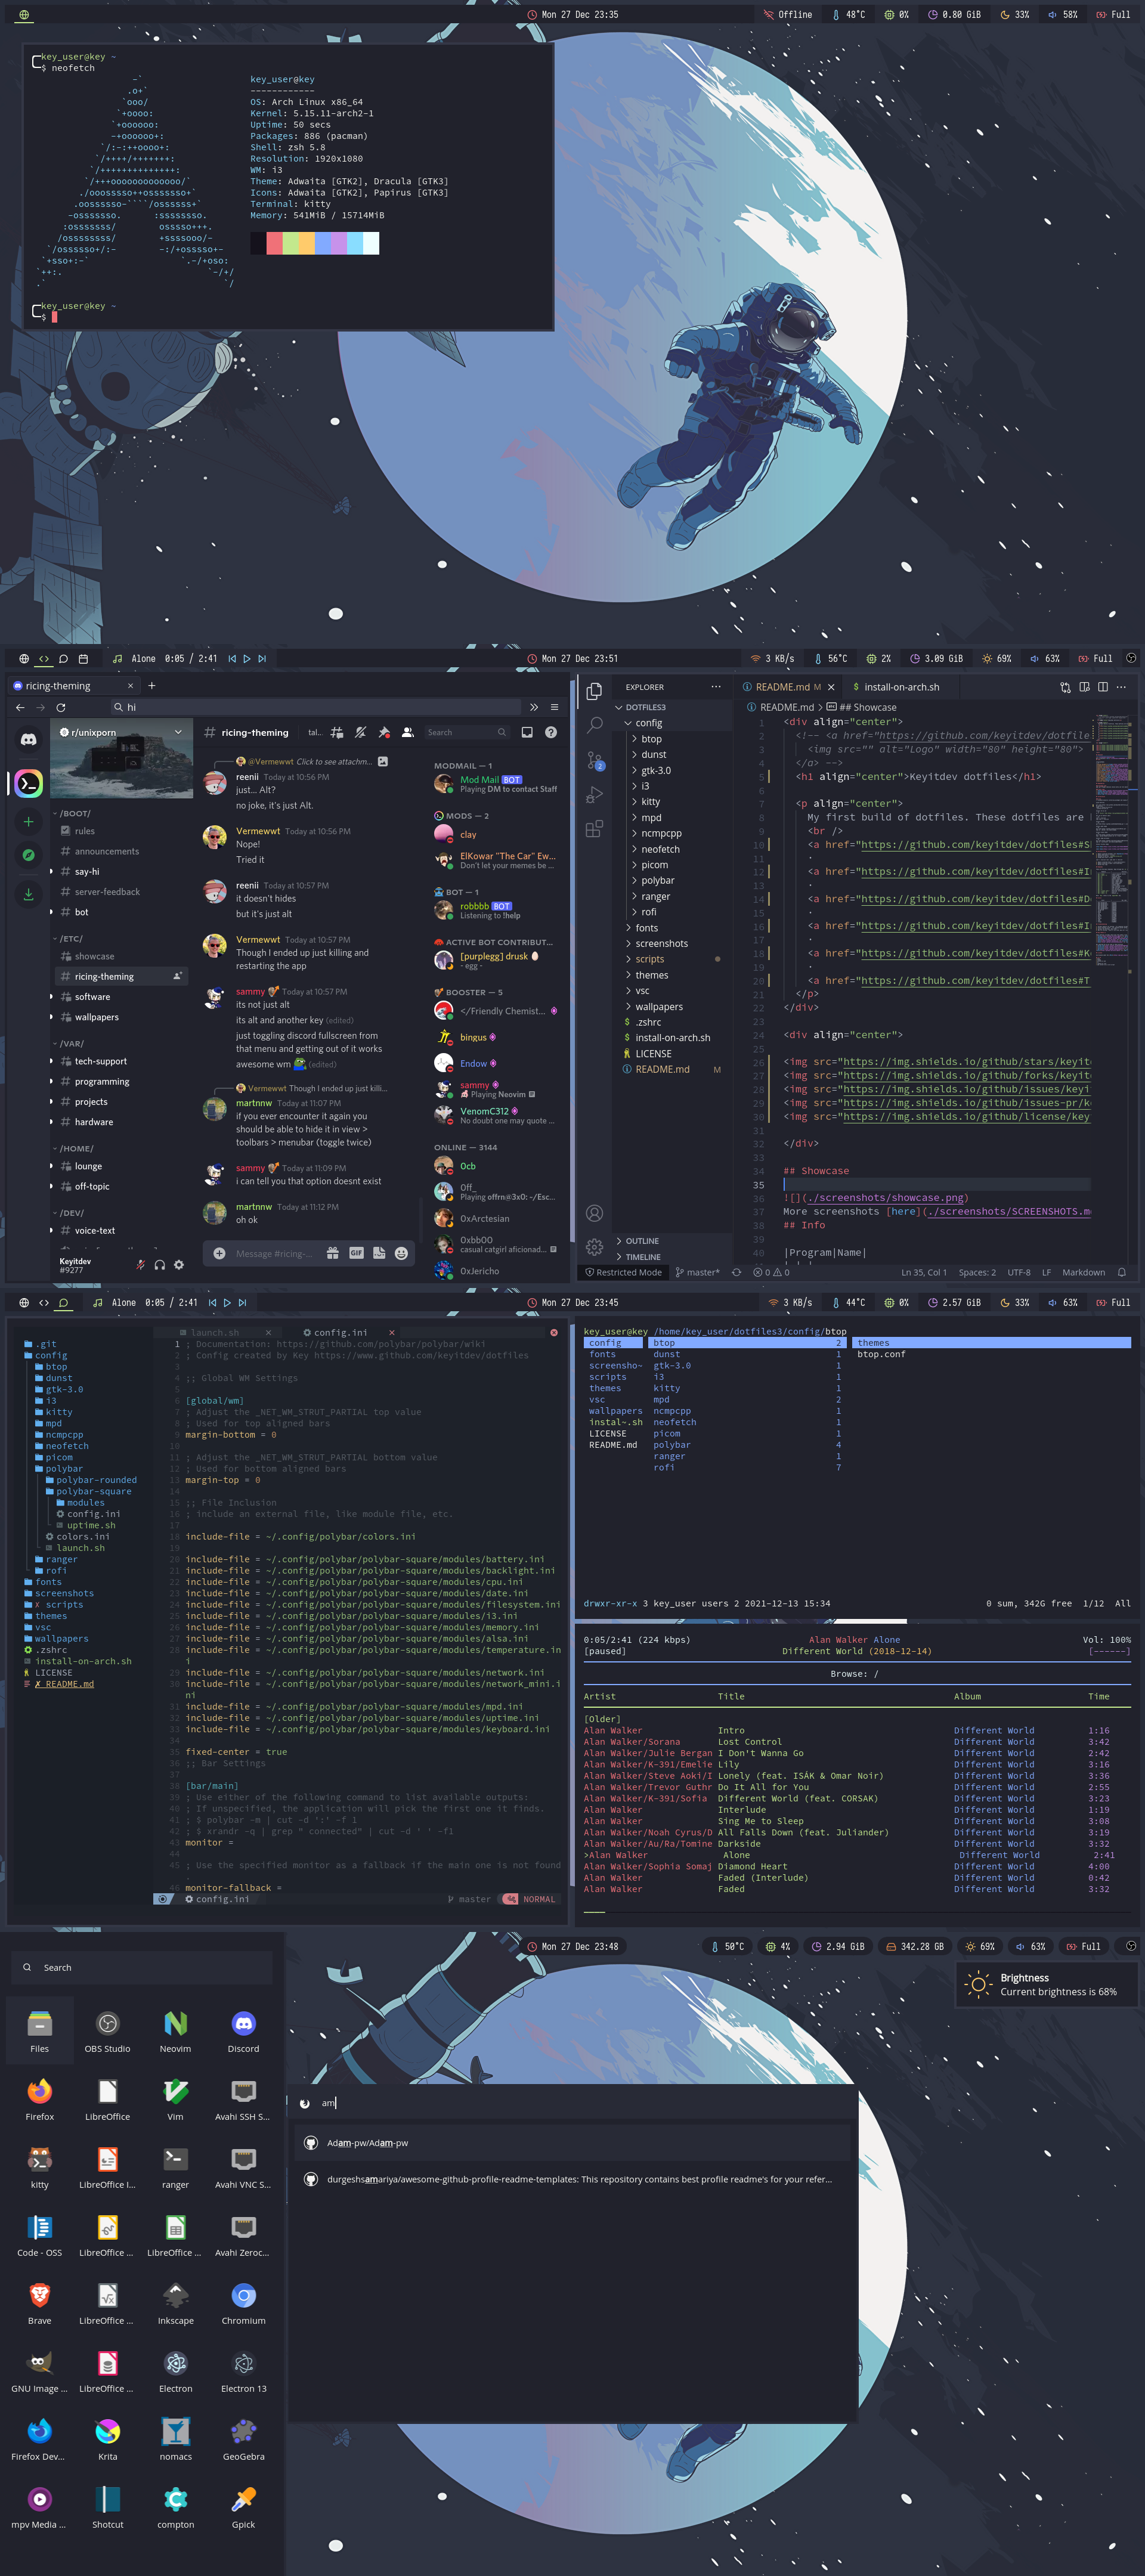 Mon 27 Dec 23:35
Offline 48°C 0% 0.80 GiB 33% 58% Full
key_user@key ~
$ neofetch
key_user@key
------------
OS: Arch Linux x86_64
Kernel: 5.15.11-arch2-1
Uptime: 50 secs
Packages: 886 (pacman)
Shell: zsh 5.8
Resolution: 1920x1080
WM: i3
Theme: Adwaita [GTK2], Dracula [GTK3]
Icons: Adwaita [GTK2], Papirus [GTK3]
Terminal: kitty
Memory: 541MiB / 15714MiB
key_user@key ~
$
Alone 0:05 / 2:41
Mon 27 Dec 23:51
3 KB/s 56°C 2% 3.09 GiB 69% 63% Full
ricing-theming
hi
r/unixporn
/BOOT/
rules
announcements
say-hi
server-feedback
bot
/ETC/
showcase
ricing-theming
software
wallpapers
/VAR/
tech-support
programming
projects
hardware
/HOME/
lounge
off-topic
/DEV/
voice-text
Keyitdev
#9277
ricing-theming tal... Search
@Vermewwt Click to see attachm...
reenii Today at 10:56 PM
just... Alt?
no joke, it's just Alt.
Vermewwt Today at 10:56 PM
Nope!
Tried it
reenii Today at 10:57 PM
it doesn't hides
but it's just alt
Vermewwt Today at 10:57 PM
Though I ended up just killing and
restarting the app
sammy Today at 10:57 PM
its not just alt
its alt and another key (edited)
just toggling discord fullscreen from
that menu and getting out of it works
awesome wm (edited)
Vermewwt Though I ended up just killi...
martnnw Today at 11:07 PM
if you ever encounter it again you
should be able to hide it in view >
toolbars > menubar (toggle twice)
sammy Today at 11:09 PM
i can tell you that option doesnt exist
martnnw Today at 11:12 PM
oh ok
Message #ricing-... GIF
MODMAIL — 1
Mod Mail BOT
Playing DM to contact Staff
MODS — 2
clay
ElKowar "The Car" Ew...
Don't let your memes be ...
BOT — 1
robbbb BOT
Listening to !help
ACTIVE BOT CONTRIBUT...
[purplegg] drusk
- egg -
BOOSTER — 5
</Friendly Chemist...
bingus
Endow
sammy
Playing Neovim
VenomC312
No doubt one may quote ...
ONLINE — 3144
0cb
0ff_
Playing offrn@3x0: ~/Esc...
0xArctesian
0xbb00
casual catgirl aficionad...
0xJericho
EXPLORER ...
DOTFILES3
config
btop
dunst
gtk-3.0
i3
kitty
mpd
ncmpcpp
neofetch
picom
polybar
ranger
rofi
fonts
screenshots
scripts
themes
vsc
wallpapers
.zshrc
install-on-arch.sh
LICENSE
README.md M
OUTLINE
TIMELINE
README.md M install-on-arch.sh
README.md > ## Showcase
1 <div align="center">
2 <!-- <a href="https://github.com/keyitdev/dotfile
3 <img src="" alt="Logo" width="80" height="80">
4 </a> -->
5 <h1 align="center">Keyitdev dotfiles</h1>
6
7 <p align="center">
8 My first build of dotfiles. These dotfiles are
9 <br />
10 <a href="https://github.com/keyitdev/dotfiles#S
11 ·
12 <a href="https://github.com/keyitdev/dotfiles#I
13 ·
14 <a href="https://github.com/keyitdev/dotfiles#D
15 ·
16 <a href="https://github.com/keyitdev/dotfiles#I
17 ·
18 <a href="https://github.com/keyitdev/dotfiles#K
19 ·
20 <a href="https://github.com/keyitdev/dotfiles#T
21 </p>
22 </div>
23
24 <div align="center">
25
26 <img src="https://img.shields.io/github/stars/keyit
27 <img src="https://img.shields.io/github/forks/keyit
28 <img src="https://img.shields.io/github/issues/keyi
29 <img src="https://img.shields.io/github/issues-pr/k
30 <img src="https://img.shields.io/github/license/key
31
32 </div>
33
34 ## Showcase
35
36 ![](./screenshots/showcase.png)
37 More screenshots [here](./screenshots/SCREENSHOTS.m
38 ## Info
39
40 |Program|Name|
Restricted Mode master* 0 0 Ln 35, Col 1 Spaces: 2 UTF-8 LF Markdown
Alone 0:05 / 2:41
Mon 27 Dec 23:45
3 KB/s 44°C 0% 2.57 GiB 33% 63% Full
.git
config
btop
dunst
gtk-3.0
i3
kitty
mpd
ncmpcpp
neofetch
picom
polybar
polybar-rounded
polybar-square
modules
config.ini
uptime.sh
colors.ini
launch.sh
ranger
rofi
fonts
screenshots
scripts
themes
vsc
wallpapers
.zshrc
install-on-arch.sh
LICENSE
README.md
launch.sh config.ini
1 ; Documentation: https://github.com/polybar/polybar/wiki
2 ; Config created by Key https://www.github.com/keyitdev/dotfiles
3
4 ;; Global WM Settings
5
6 [global/wm]
7 ; Adjust the _NET_WM_STRUT_PARTIAL top value
8 ; Used for top aligned bars
9 margin-bottom = 0
10
11 ; Adjust the _NET_WM_STRUT_PARTIAL bottom value
12 ; Used for bottom aligned bars
13 margin-top = 0
14
15 ;; File Inclusion
16 ; include an external file, like module file, etc.
17
18 include-file = ~/.config/polybar/colors.ini
19
20 include-file = ~/.config/polybar/polybar-square/modules/battery.ini
21 include-file = ~/.config/polybar/polybar-square/modules/backlight.ini
22 include-file = ~/.config/polybar/polybar-square/modules/cpu.ini
23 include-file = ~/.config/polybar/polybar-square/modules/date.ini
24 include-file = ~/.config/polybar/polybar-square/modules/filesystem.ini
25 include-file = ~/.config/polybar/polybar-square/modules/i3.ini
26 include-file = ~/.config/polybar/polybar-square/modules/memory.ini
27 include-file = ~/.config/polybar/polybar-square/modules/alsa.ini
28 include-file = ~/.config/polybar/polybar-square/modules/temperature.in
i
29 include-file = ~/.config/polybar/polybar-square/modules/network.ini
30 include-file = ~/.config/polybar/polybar-square/modules/network_mini.i
ni
31 include-file = ~/.config/polybar/polybar-square/modules/mpd.ini
32 include-file = ~/.config/polybar/polybar-square/modules/uptime.ini
33 include-file = ~/.config/polybar/polybar-square/modules/keyboard.ini
34
35 fixed-center = true
36 ;; Bar Settings
37
38 [bar/main]
39 ; Use either of the following command to list available outputs:
40 ; If unspecified, the application will pick the first one it finds.
41 ; $ polybar -m | cut -d ':' -f 1
42 ; $ xrandr -q | grep " connected" | cut -d ' ' -f1
43 monitor =
44
45 ; Use the specified monitor as a fallback if the main one is not found
.
46 monitor-fallback =
config.ini master NORMAL
key_user@key /home/key_user/dotfiles3/config/btop
config
fonts
screensho~
scripts
themes
vsc
wallpapers
instal~.sh
LICENSE
README.md
btop 2
dunst 1
gtk-3.0 1
i3 1
kitty 1
mpd 2
ncmpcpp 1
neofetch 1
picom 1
polybar 4
ranger 1
rofi 7
themes
btop.conf
drwxr-xr-x 3 key_user users 2 2021-12-13 15:34 0 sum, 342G free 1/12 All
0:05/2:41 (224 kbps) Alan Walker Alone Vol: 100%
[paused] Different World (2018-12-14) [------]
Browse: /
Artist Title Album Time
[Older]
Alan Walker Intro Different World 1:16
Alan Walker/Sorana Lost Control Different World 3:42
Alan Walker/Julie Bergan I Don't Wanna Go Different World 2:42
Alan Walker/K-391/Emelie Lily Different World 3:16
Alan Walker/Steve Aoki/I Lonely (feat. ISÁK & Omar Noir) Different World 3:36
Alan Walker/Trevor Guthr Do It All for You Different World 2:55
Alan Walker/K-391/Sofia Different World (feat. CORSAK) Different World 3:23
Alan Walker Interlude Different World 1:19
Alan Walker Sing Me to Sleep Different World 3:08
Alan Walker/Noah Cyrus/D All Falls Down (feat. Juliander) Different World 3:19
Alan Walker/Au/Ra/Tomine Darkside Different World 3:32
>Alan Walker Alone Different World 2:41
Alan Walker/Sophia Somaj Diamond Heart Different World 4:00
Alan Walker Faded (Interlude) Different World 0:42
Alan Walker Faded Different World 3:32
Mon 27 Dec 23:48
50°C 4% 2.94 GiB 342.28 GB 69% 63% Full
Brightness
Current brightness is 68%
Search
Files OBS Studio Neovim Discord
Firefox LibreOffice Vim Avahi SSH S...
kitty LibreOffice I... ranger Avahi VNC S...
Code - OSS LibreOffice ... LibreOffice ... Avahi Zeroc...
Brave LibreOffice ... Inkscape Chromium
GNU Image ... LibreOffice ... Electron Electron 13
Firefox Dev... Krita nomacs GeoGebra
mpv Media ... Shotcut compton Gpick
am
Adam-pw/Adam-pw
durgeshsamariya/awesome-github-profile-readme-templates: This repository contains best profile readme's for your refer...